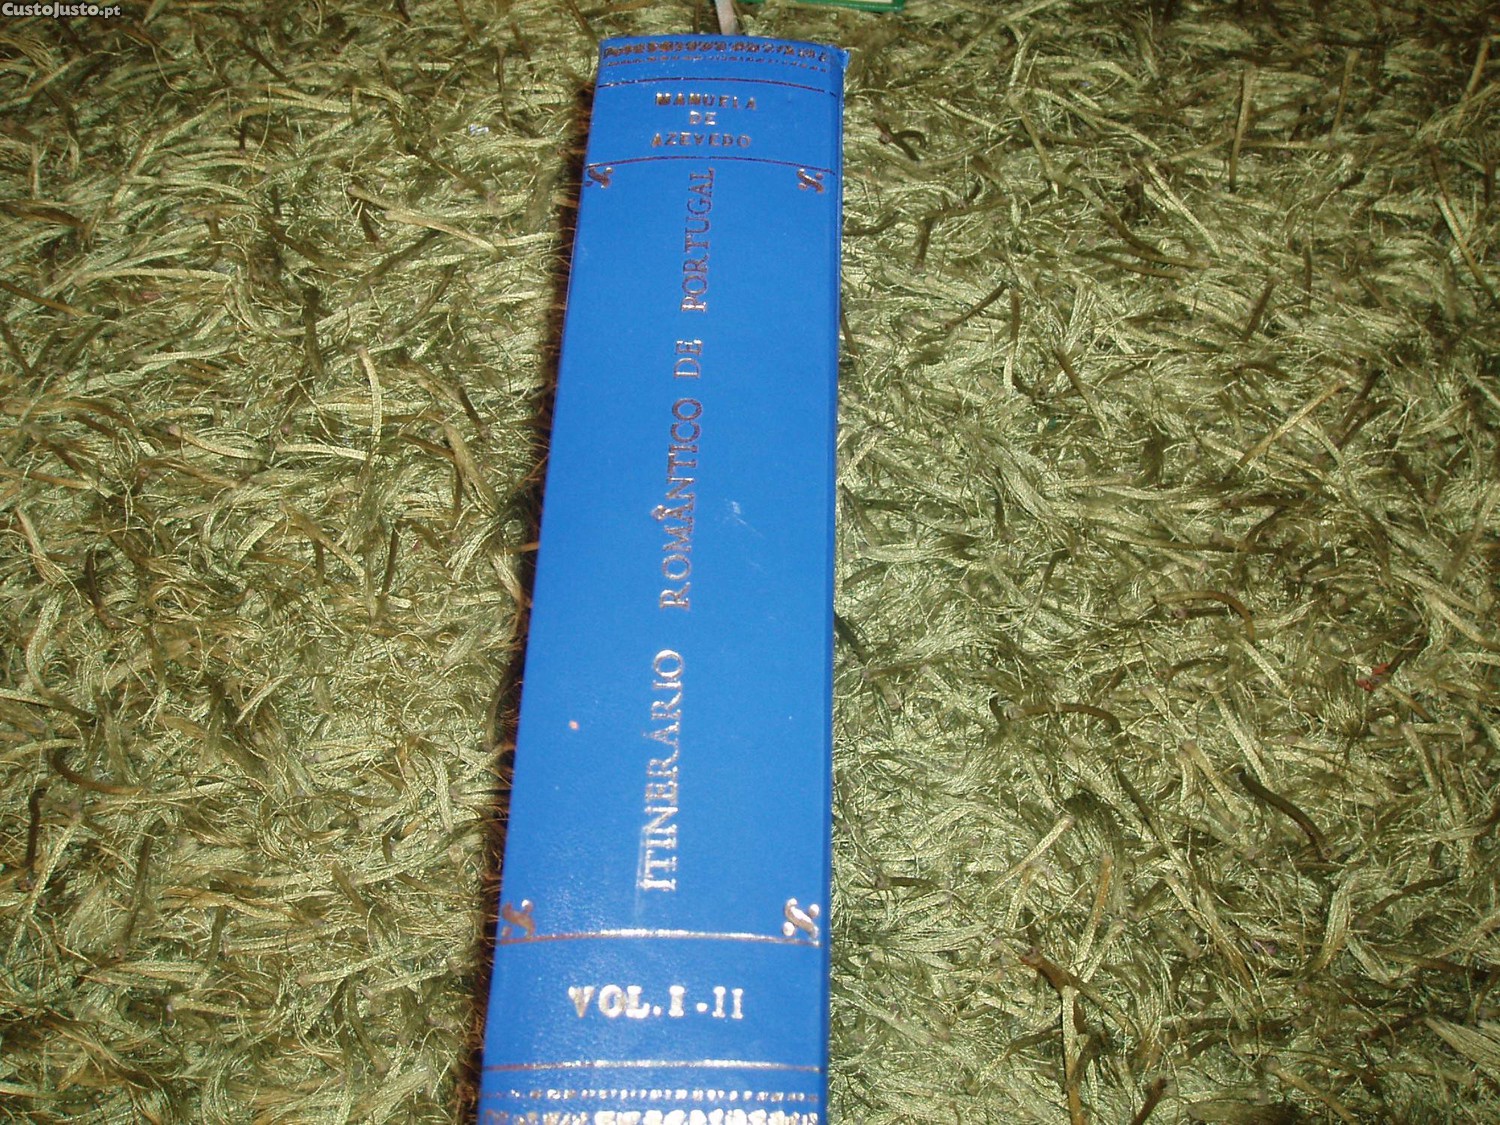 CustoJusto.pt
MANUELA
DE
AZEVEDO
ITINERÁRIO ROMÂNTICO DE PORTUGAL
VOL. I - II